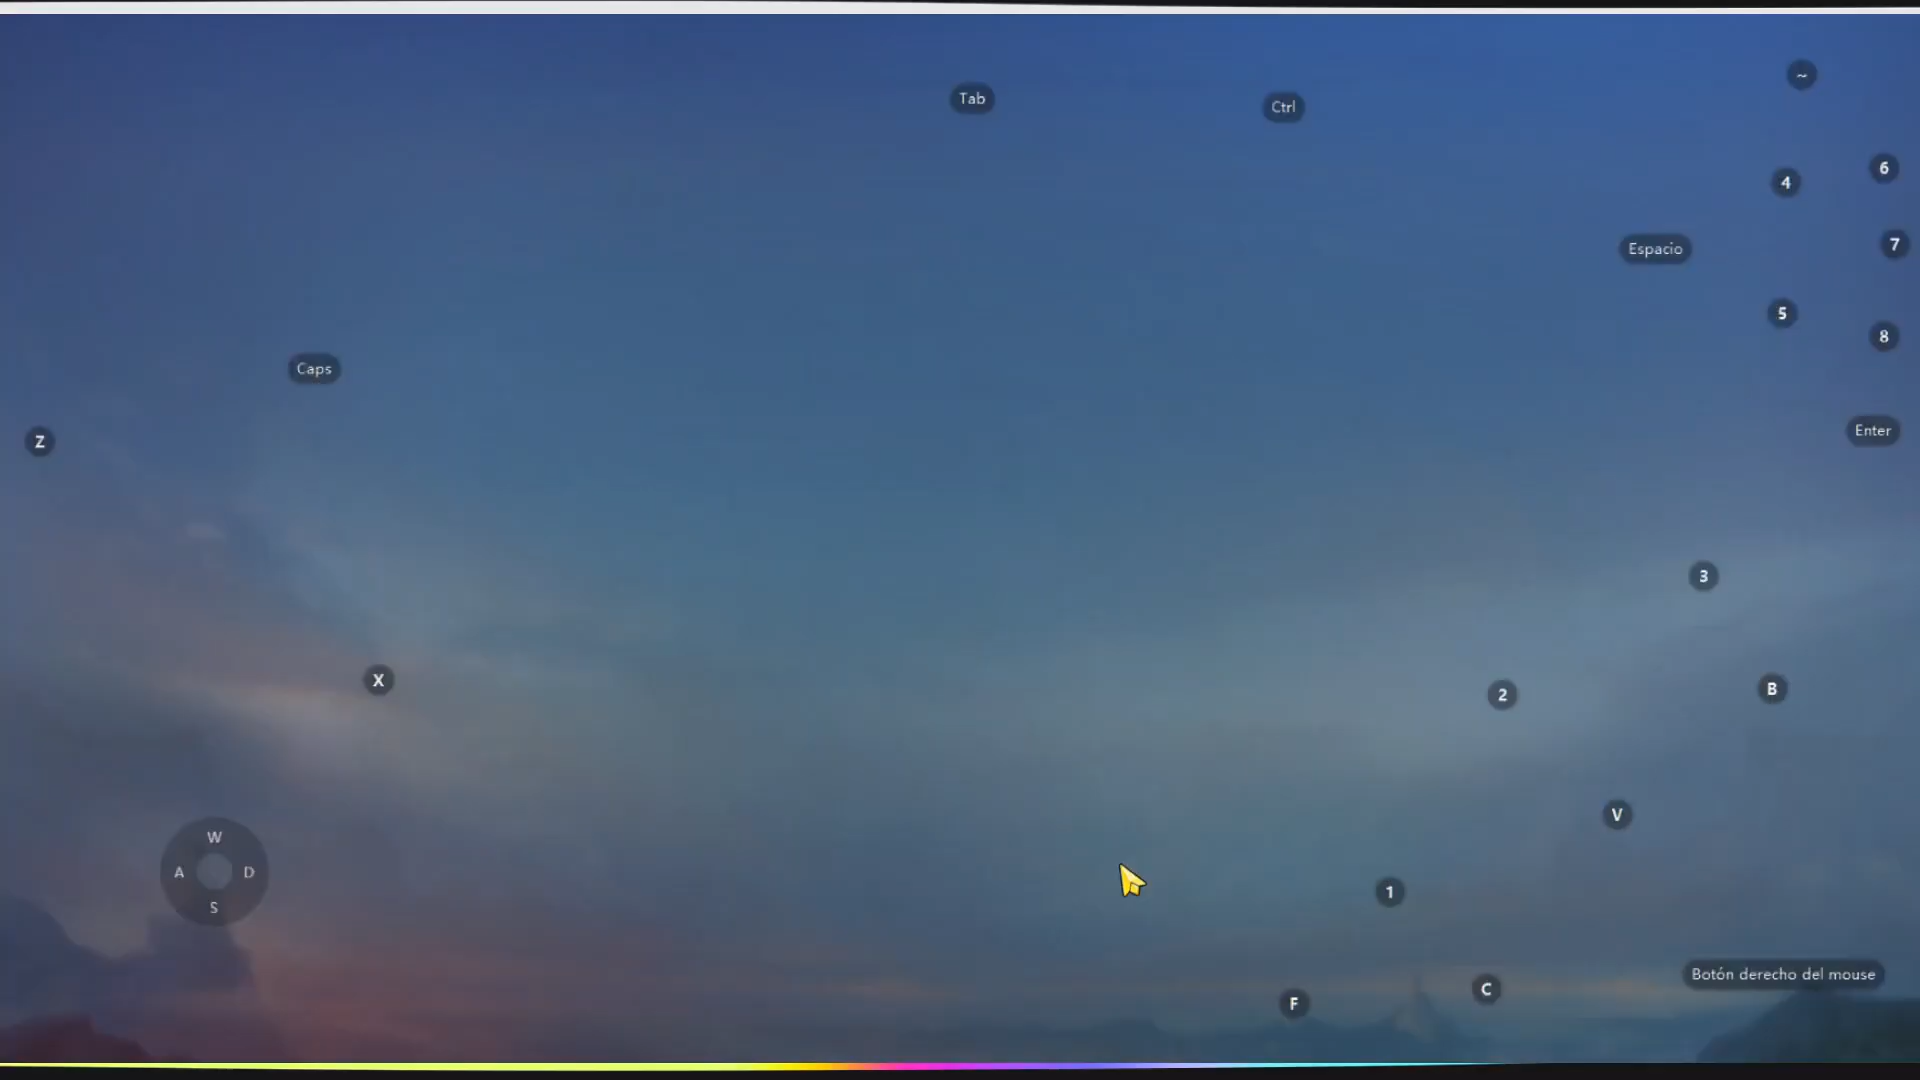 ~
Tab
Ctrl
6
4
7
Espacio
5
8
Caps
Enter
Z
3
X
2
B
V
W
A D
S
1
Botón derecho del mouse
C
F